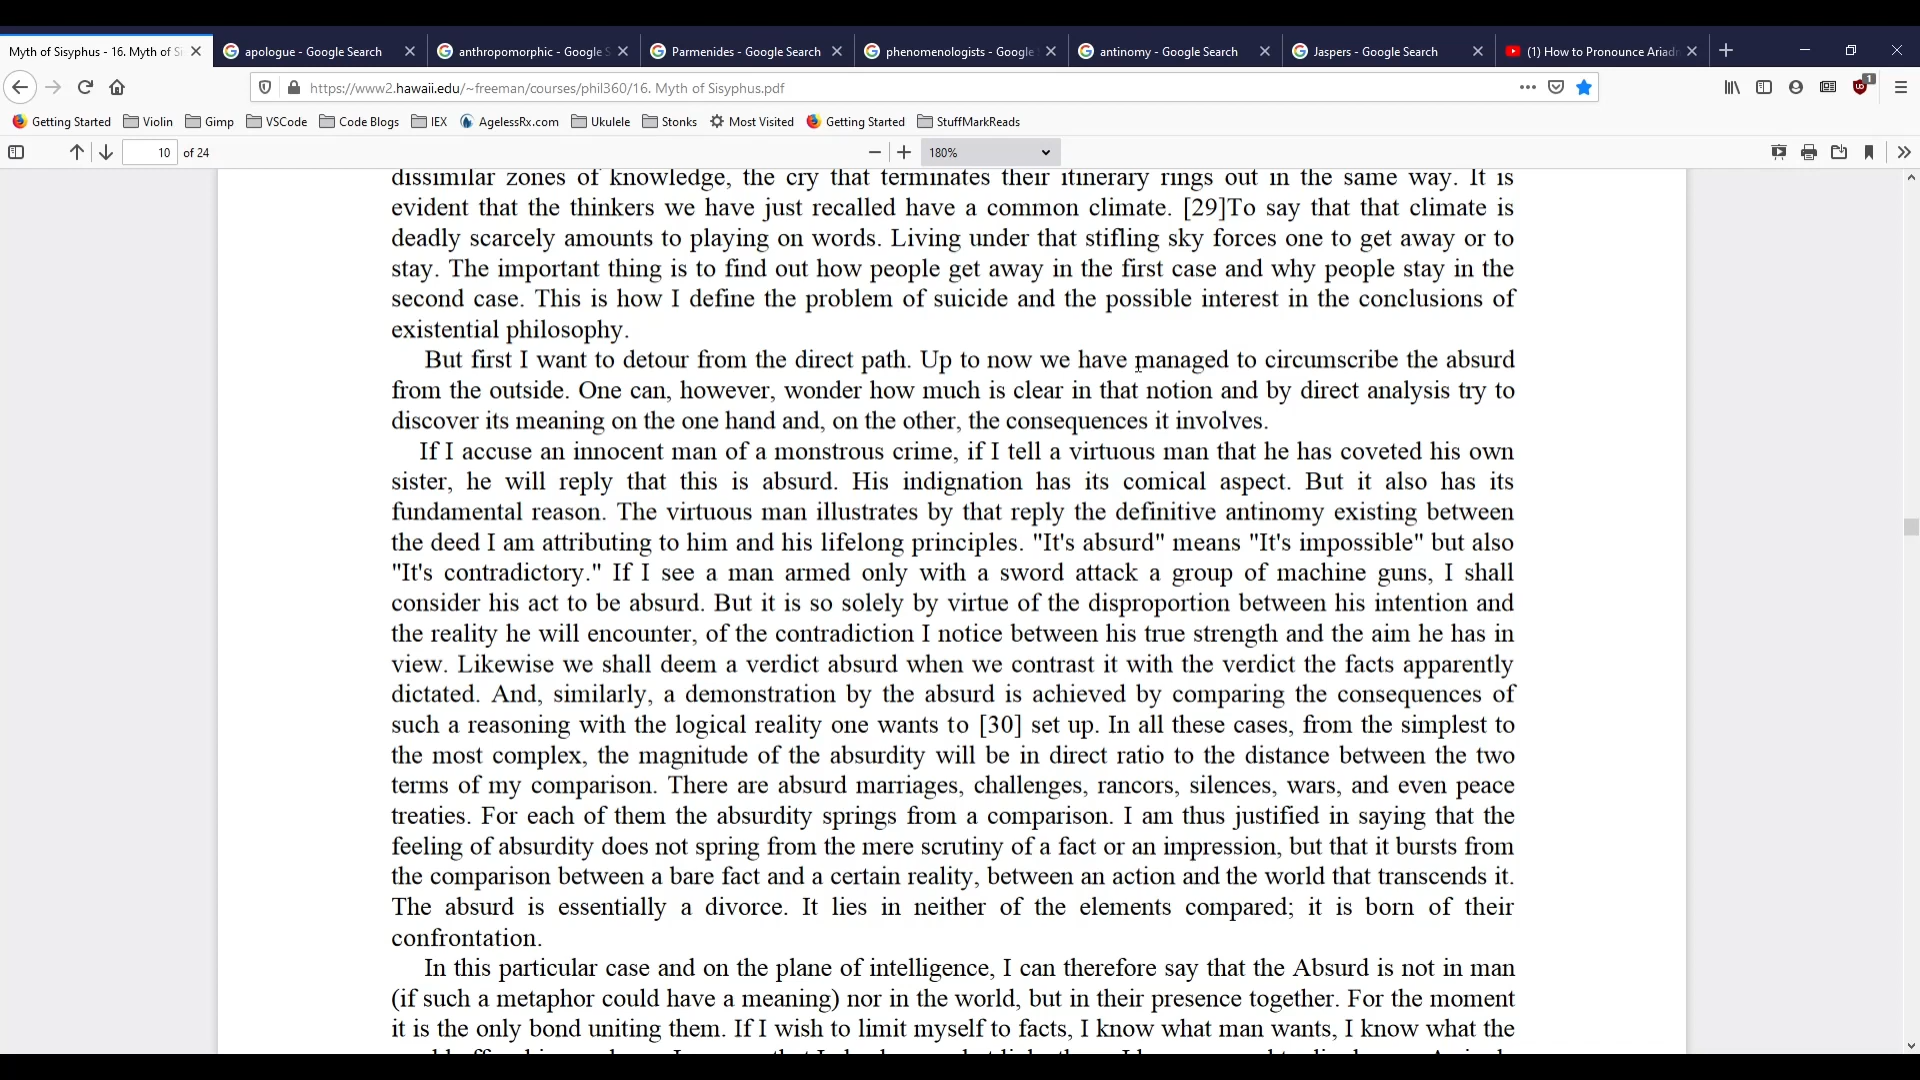 Myth of Sisyphus - 16. Myth of Si
apologue - Google Search
anthropomorphic - Google S
Parmenides - Google Search
phenomenologists - Google
antinomy - Google Search
Jaspers - Google Search
(1) How to Pronounce Ariadn
https://www2.hawaii.edu/~freeman/courses/phil360/16. Myth of Sisyphus.pdf
1
Getting Started
Violin
Gimp
VSCode
Code Blogs
IEX
AgelessRx.com
Ukulele
Stonks
Most Visited
Getting Started
StuffMarkReads
10 of 24
180%
dissimilar zones of knowledge, the cry that terminates their itinerary rings out in the same way. It is
evident that the thinkers we have just recalled have a common climate. [29]To say that that climate is
deadly scarcely amounts to playing on words. Living under that stifling sky forces one to get away or to
stay. The important thing is to find out how people get away in the first case and why people stay in the
second case. This is how I define the problem of suicide and the possible interest in the conclusions of
existential philosophy.
But first I want to detour from the direct path. Up to now we have managed to circumscribe the absurd
from the outside. One can, however, wonder how much is clear in that notion and by direct analysis try to
discover its meaning on the one hand and, on the other, the consequences it involves.
If I accuse an innocent man of a monstrous crime, if I tell a virtuous man that he has coveted his own
sister, he will reply that this is absurd. His indignation has its comical aspect. But it also has its
fundamental reason. The virtuous man illustrates by that reply the definitive antinomy existing between
the deed I am attributing to him and his lifelong principles. "It's absurd" means "It's impossible" but also
"It's contradictory." If I see a man armed only with a sword attack a group of machine guns, I shall
consider his act to be absurd. But it is so solely by virtue of the disproportion between his intention and
the reality he will encounter, of the contradiction I notice between his true strength and the aim he has in
view. Likewise we shall deem a verdict absurd when we contrast it with the verdict the facts apparently
dictated. And, similarly, a demonstration by the absurd is achieved by comparing the consequences of
such a reasoning with the logical reality one wants to [30] set up. In all these cases, from the simplest to
the most complex, the magnitude of the absurdity will be in direct ratio to the distance between the two
terms of my comparison. There are absurd marriages, challenges, rancors, silences, wars, and even peace
treaties. For each of them the absurdity springs from a comparison. I am thus justified in saying that the
feeling of absurdity does not spring from the mere scrutiny of a fact or an impression, but that it bursts from
the comparison between a bare fact and a certain reality, between an action and the world that transcends it.
The absurd is essentially a divorce. It lies in neither of the elements compared; it is born of their
confrontation.
In this particular case and on the plane of intelligence, I can therefore say that the Absurd is not in man
(if such a metaphor could have a meaning) nor in the world, but in their presence together. For the moment
it is the only bond uniting them. If I wish to limit myself to facts, I know what man wants, I know what the